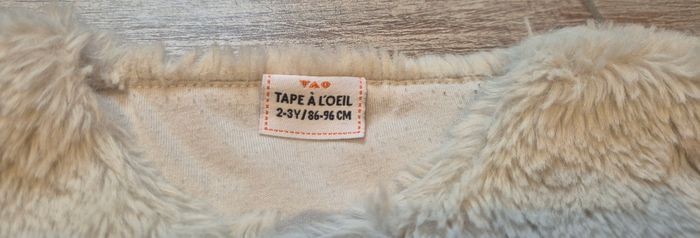 TAO
TAPE À L'OEIL
2-3Y/86-96 CM